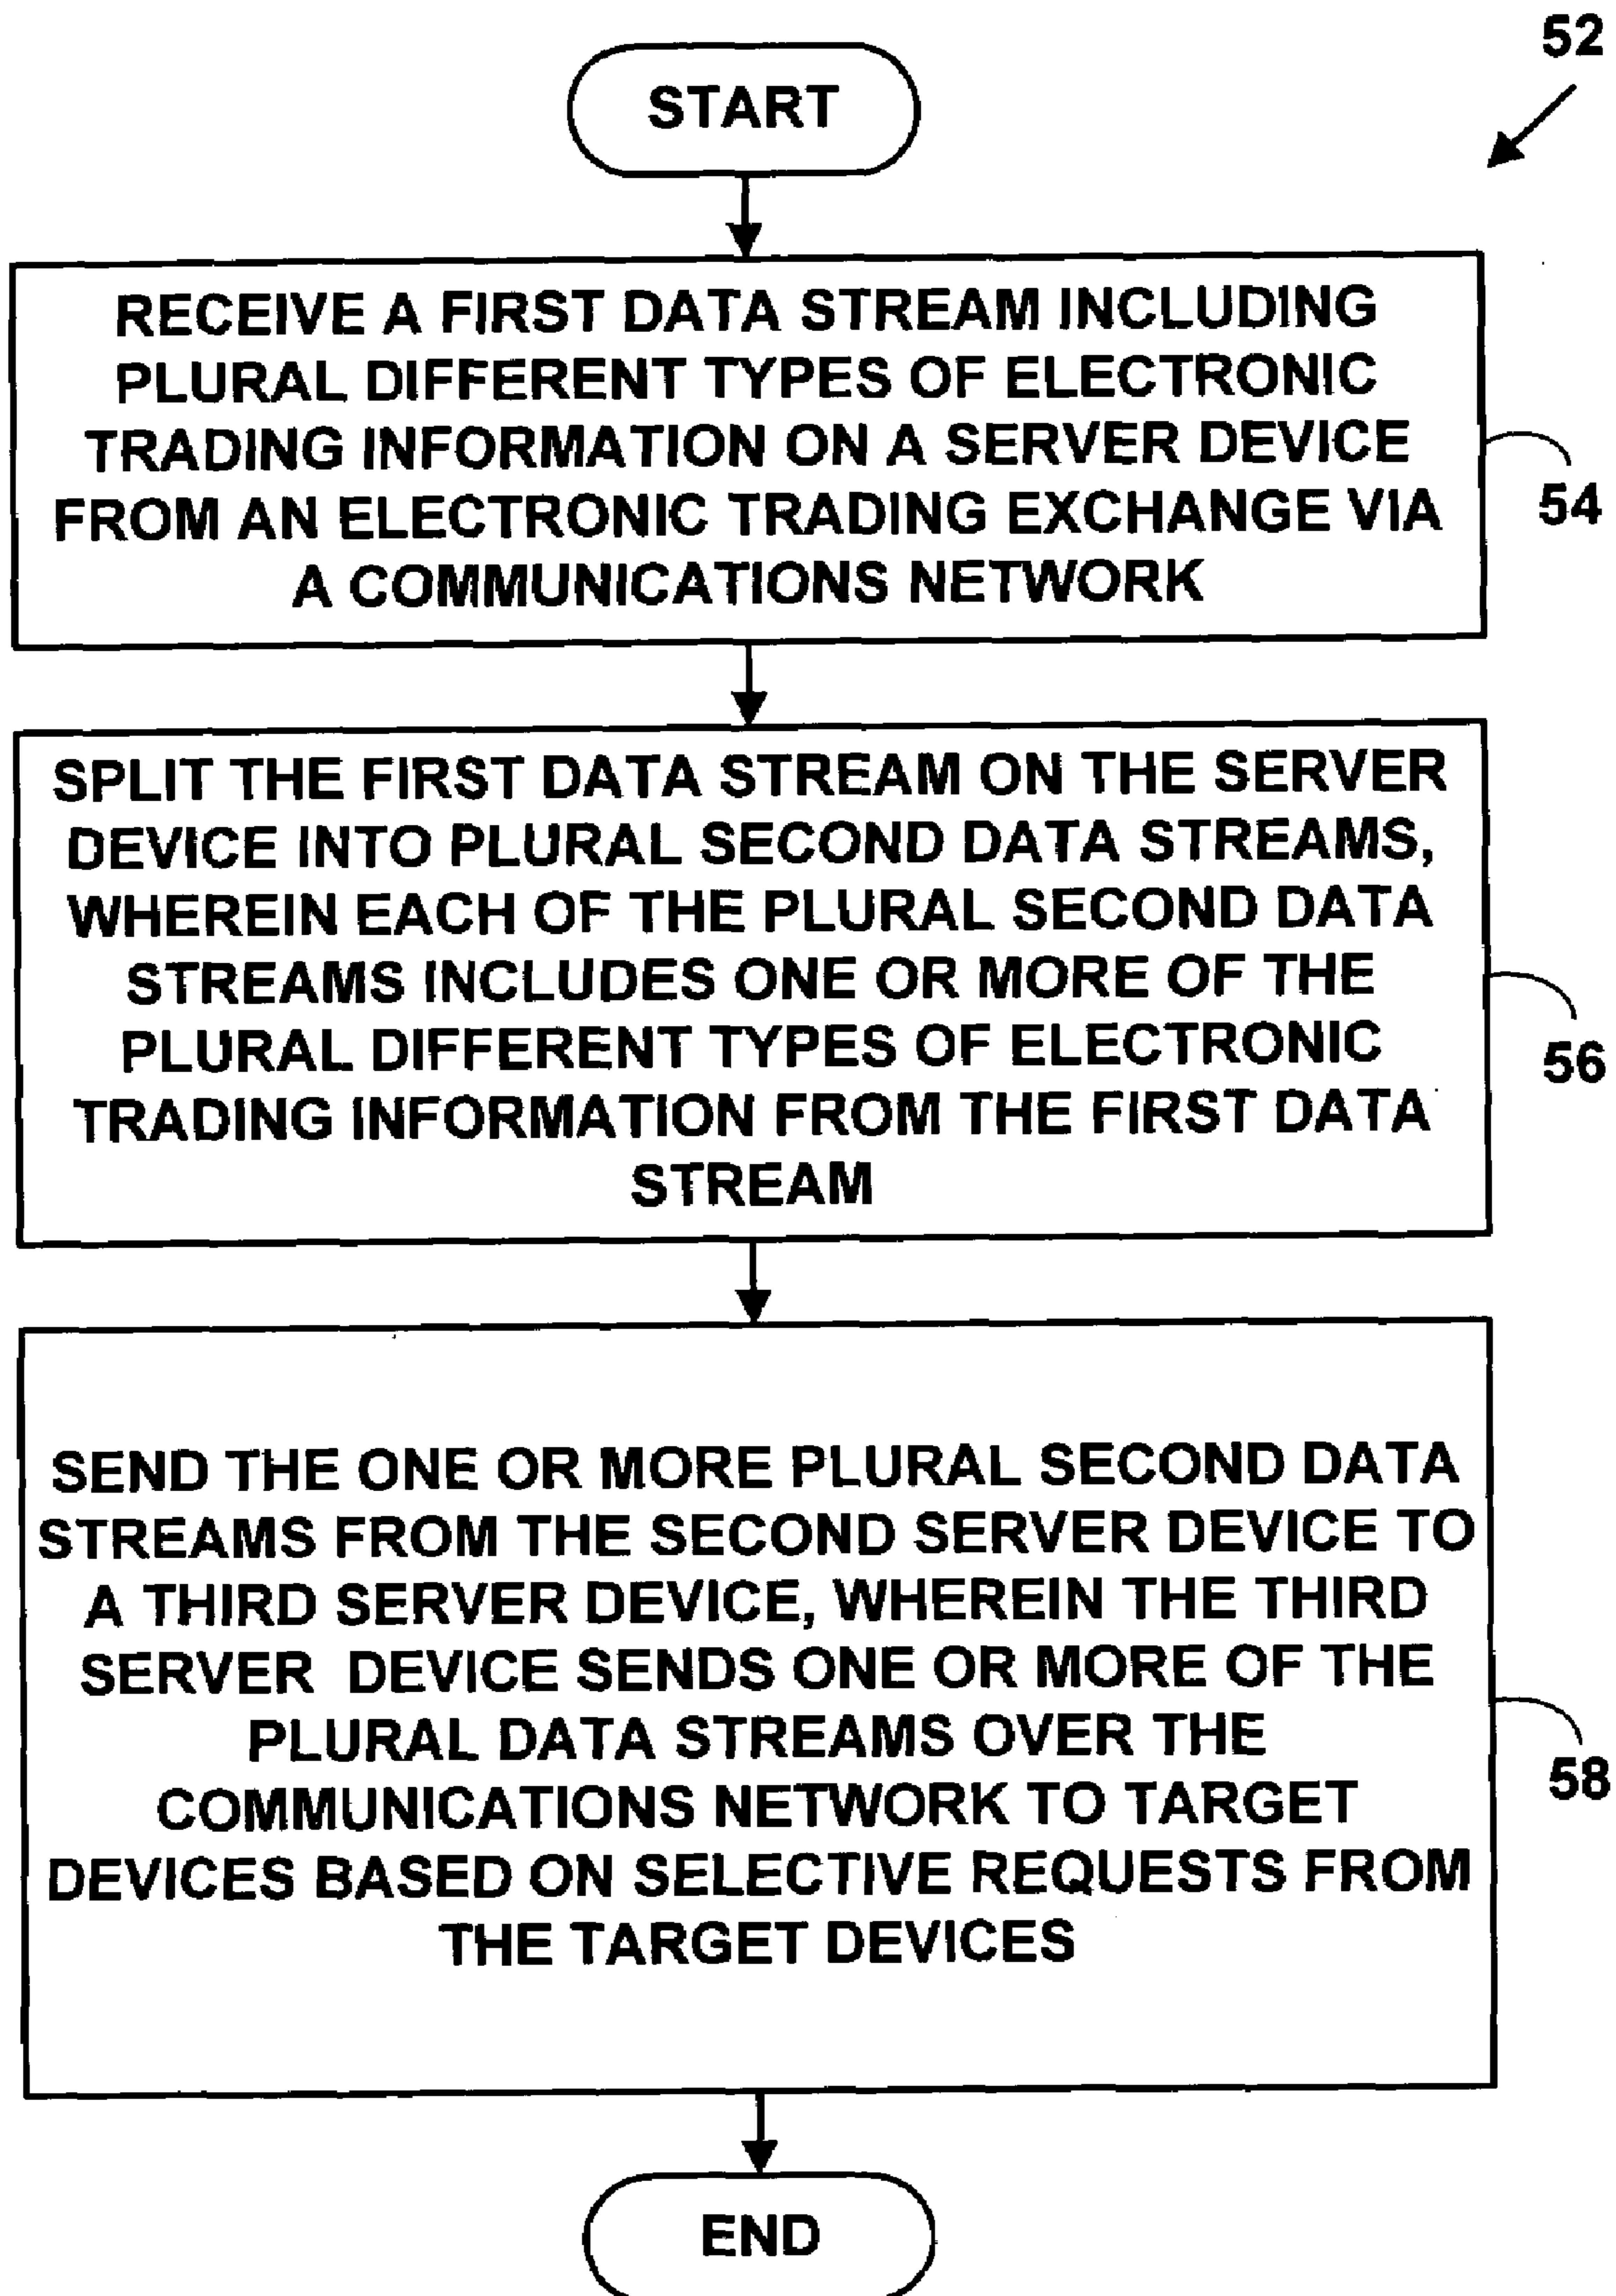 52
START
RECEIVE A FIRST DATA STREAM INCLUDING
PLURAL DIFFERENT TYPES OF ELECTRONIC
TRADING INFORMATION ON A SERVER DEVICE
FROM AN ELECTRONIC TRADING EXCHANGE VIA
A COMMUNICATIONS NETWORK
54
SPLIT THE FIRST DATA STREAM ON THE SERVER
DEVICE INTO PLURAL SECOND DATA STREAMS,
WHEREIN EACH OF THE PLURAL SECOND DATA
STREAMS INCLUDES ONE OR MORE OF THE
PLURAL DIFFERENT TYPES OF ELECTRONIC
TRADING INFORMATION FROM THE FIRST DATA
STREAM
56
SEND THE ONE OR MORE PLURAL SECOND DATA
STREAMS FROM THE SECOND SERVER DEVICE TO
A THIRD SERVER DEVICE, WHEREIN THE THIRD
SERVER DEVICE SENDS ONE OR MORE OF THE
PLURAL DATA STREAMS OVER THE
COMMUNICATIONS NETWORK TO TARGET
DEVICES BASED ON SELECTIVE REQUESTS FROM
THE TARGET DEVICES
58
END